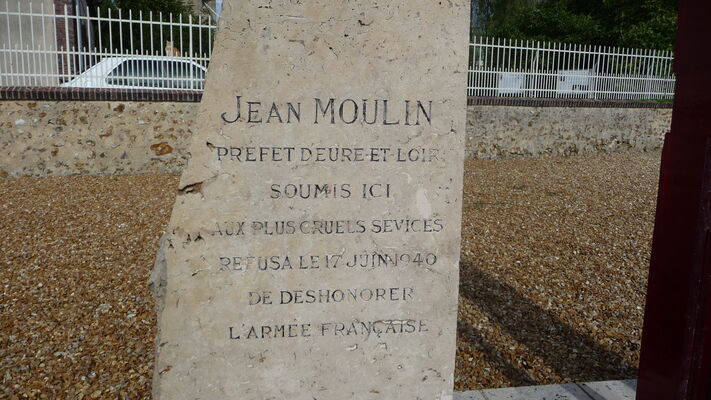 JEAN MOULIN
PREFET D'EURE-ET-LOIR
SOUMIS ICI
AUX PLUS CRUELS SEVICES
REFUSA LE 17 JUIN 1940
DE DESHONORER
L'ARMÉE FRANÇAISE